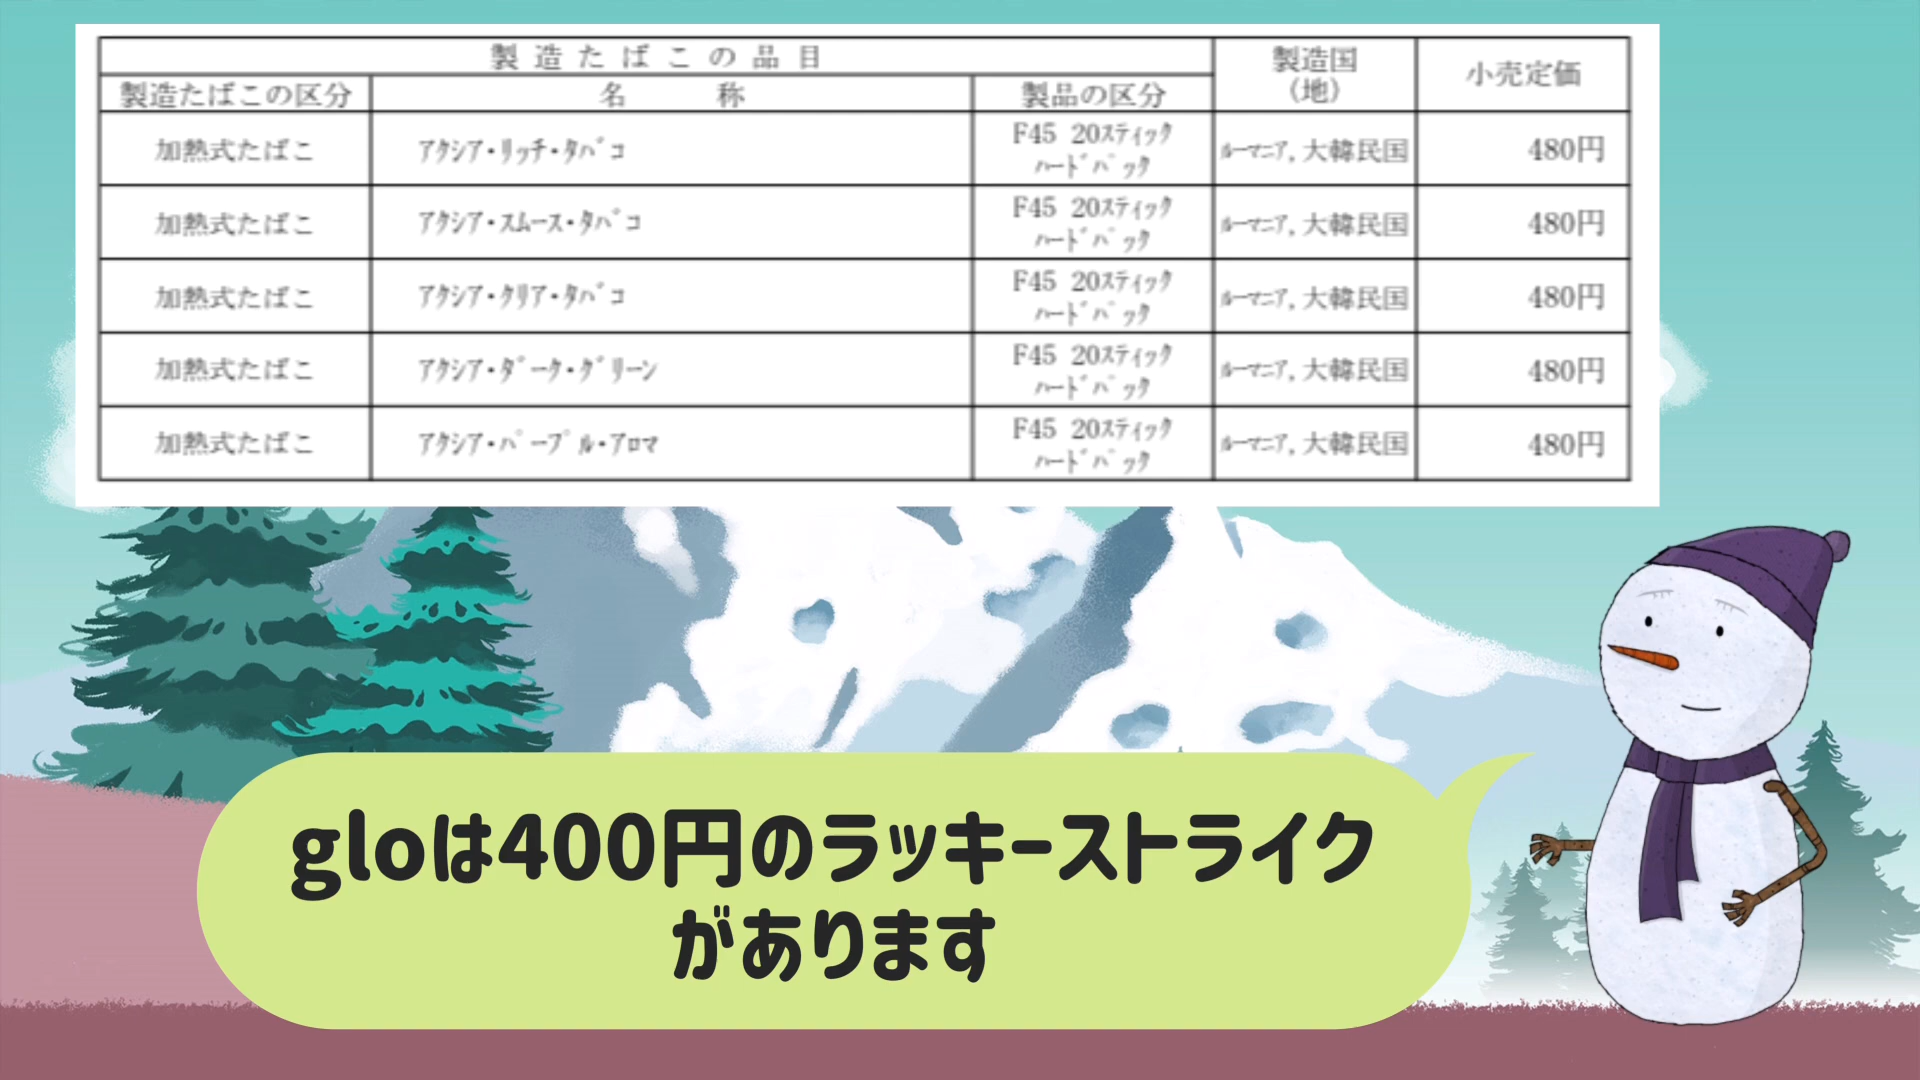 製造たばこの品目
製造国
(地)
小売定価
製造たばこの区分 名 称 製品の区分
加熱式たばこ ｱｸｼｱ･ﾘｯﾁ･ﾀﾊﾞｺ F45 20ｽﾃｨｯｸ ﾊｰﾄﾞﾊﾟｯｸ ﾙｰﾏﾆｱ, 大韓民国 480円
加熱式たばこ ｱｸｼｱ･ｽﾑｰｽ･ﾀﾊﾞｺ F45 20ｽﾃｨｯｸ ﾊｰﾄﾞﾊﾟｯｸ ﾙｰﾏﾆｱ, 大韓民国 480円
加熱式たばこ ｱｸｼｱ･ｸﾘｱ･ﾀﾊﾞｺ F45 20ｽﾃｨｯｸ ﾊｰﾄﾞﾊﾟｯｸ ﾙｰﾏﾆｱ, 大韓民国 480円
加熱式たばこ ｱｸｼｱ･ﾀﾞｰｸ･ｸﾞﾘｰﾝ F45 20ｽﾃｨｯｸ ﾊｰﾄﾞﾊﾟｯｸ ﾙｰﾏﾆｱ, 大韓民国 480円
加熱式たばこ ｱｸｼｱ･ﾊﾟｰﾌﾟﾙ･ｱﾛﾏ F45 20ｽﾃｨｯｸ ﾊｰﾄﾞﾊﾟｯｸ ﾙｰﾏﾆｱ, 大韓民国 480円
gloは400円のラッキーストライク
があります